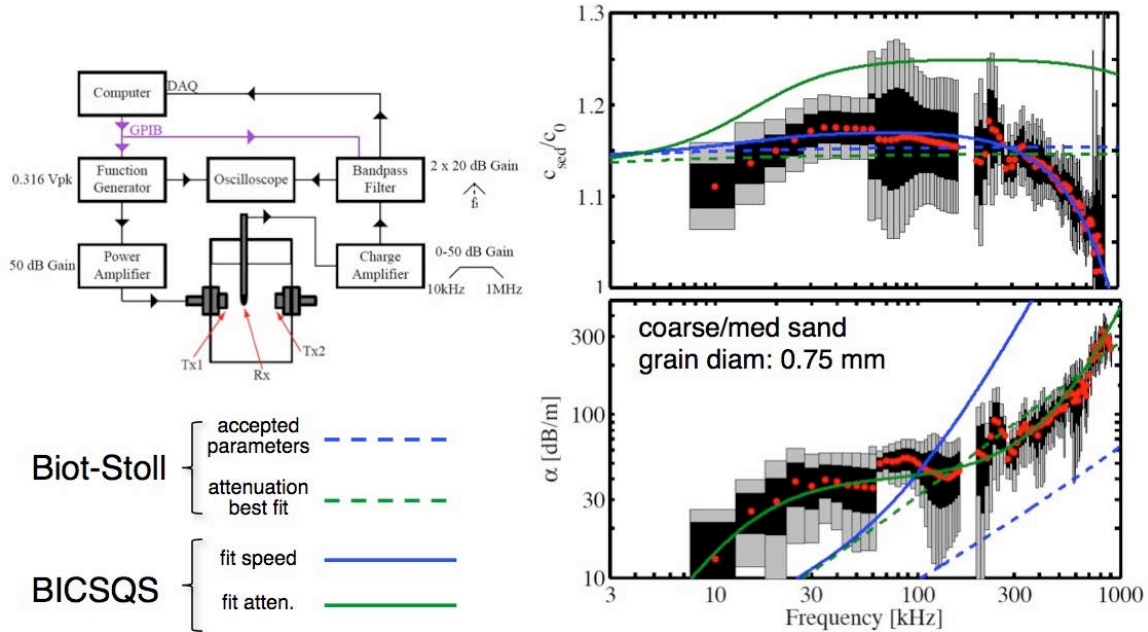 Computer
DAQ
GPIB
0.316 Vpk
Function
Generator
Oscilloscope
Bandpass
Filter
2 x 20 dB Gain
50 dB Gain
Power
Amplifier
Charge
Amplifier
0-50 dB Gain
10kHz
1MHz
Tx1
Rx
Tx2
Biot-Stoll
accepted
parameters
attenuation
best fit
BICSQS
fit speed
fit atten.
1.3
1.2
1.1
1
c_sed/c_0
300
100
30
10
α [dB/m]
coarse/med sand
grain diam: 0.75 mm
3
10
30
100
300
1000
Frequency [kHz]